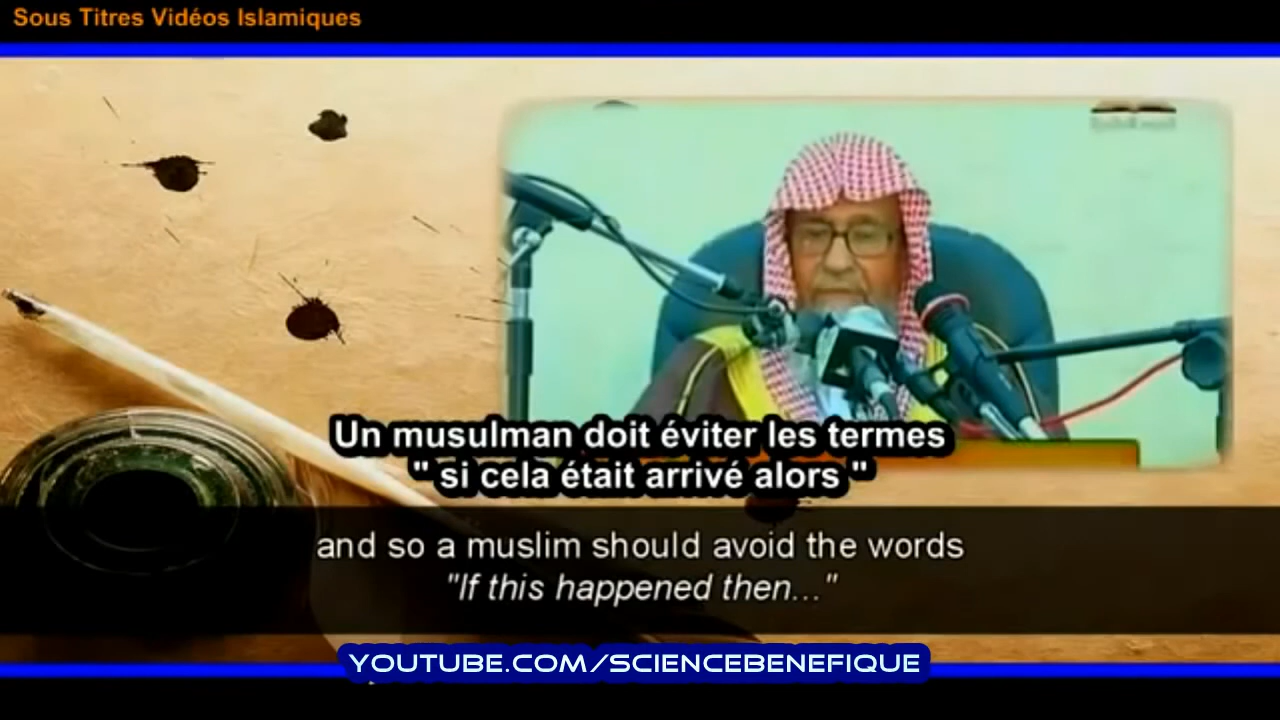 Sous Titres Vidéos Islamiques
Un musulman doit éviter les termes
" si cela était arrivé alors "
and so a muslim should avoid the words
"If this happened then..."
YOUTUBE.COM/SCIENCEBENEFIQUE